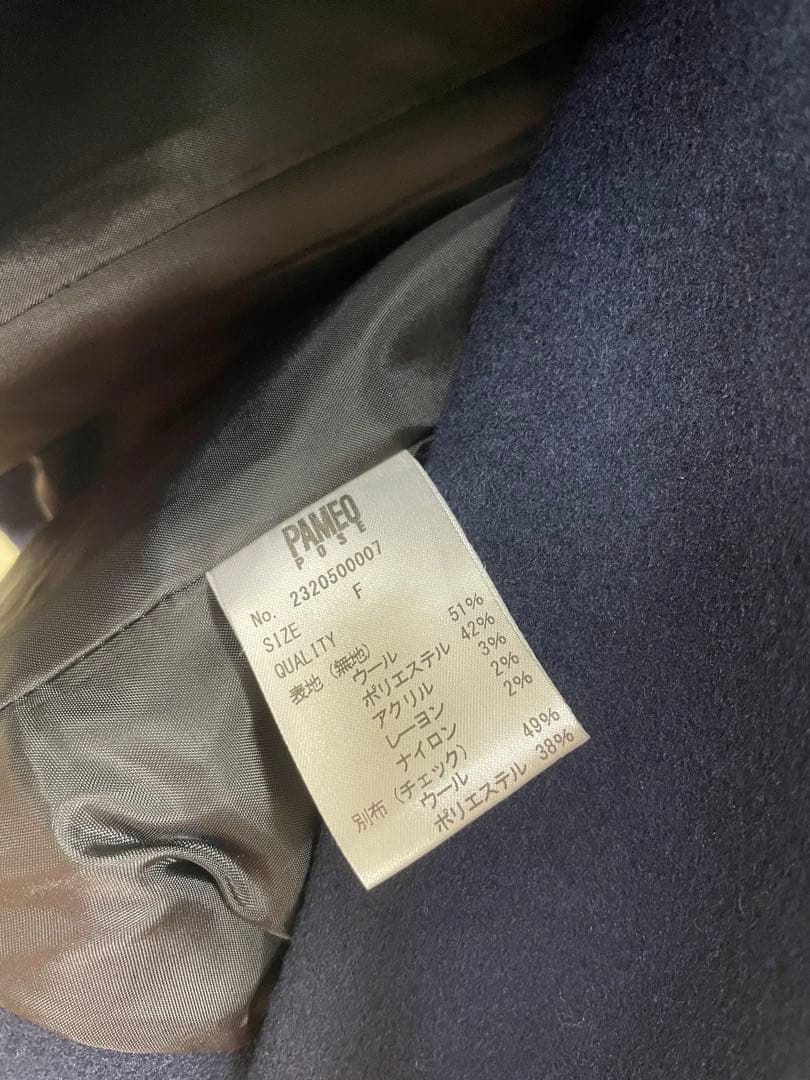 PAMEO
POSE
No. 2320500007
SIZE F
QUALITY
表地 (無地) ウール 51%
ポリエステル 42%
アクリル 3%
レーヨン 2%
ナイロン 2%
別布 (チェック)
ウール 49%
ポリエステル 38%